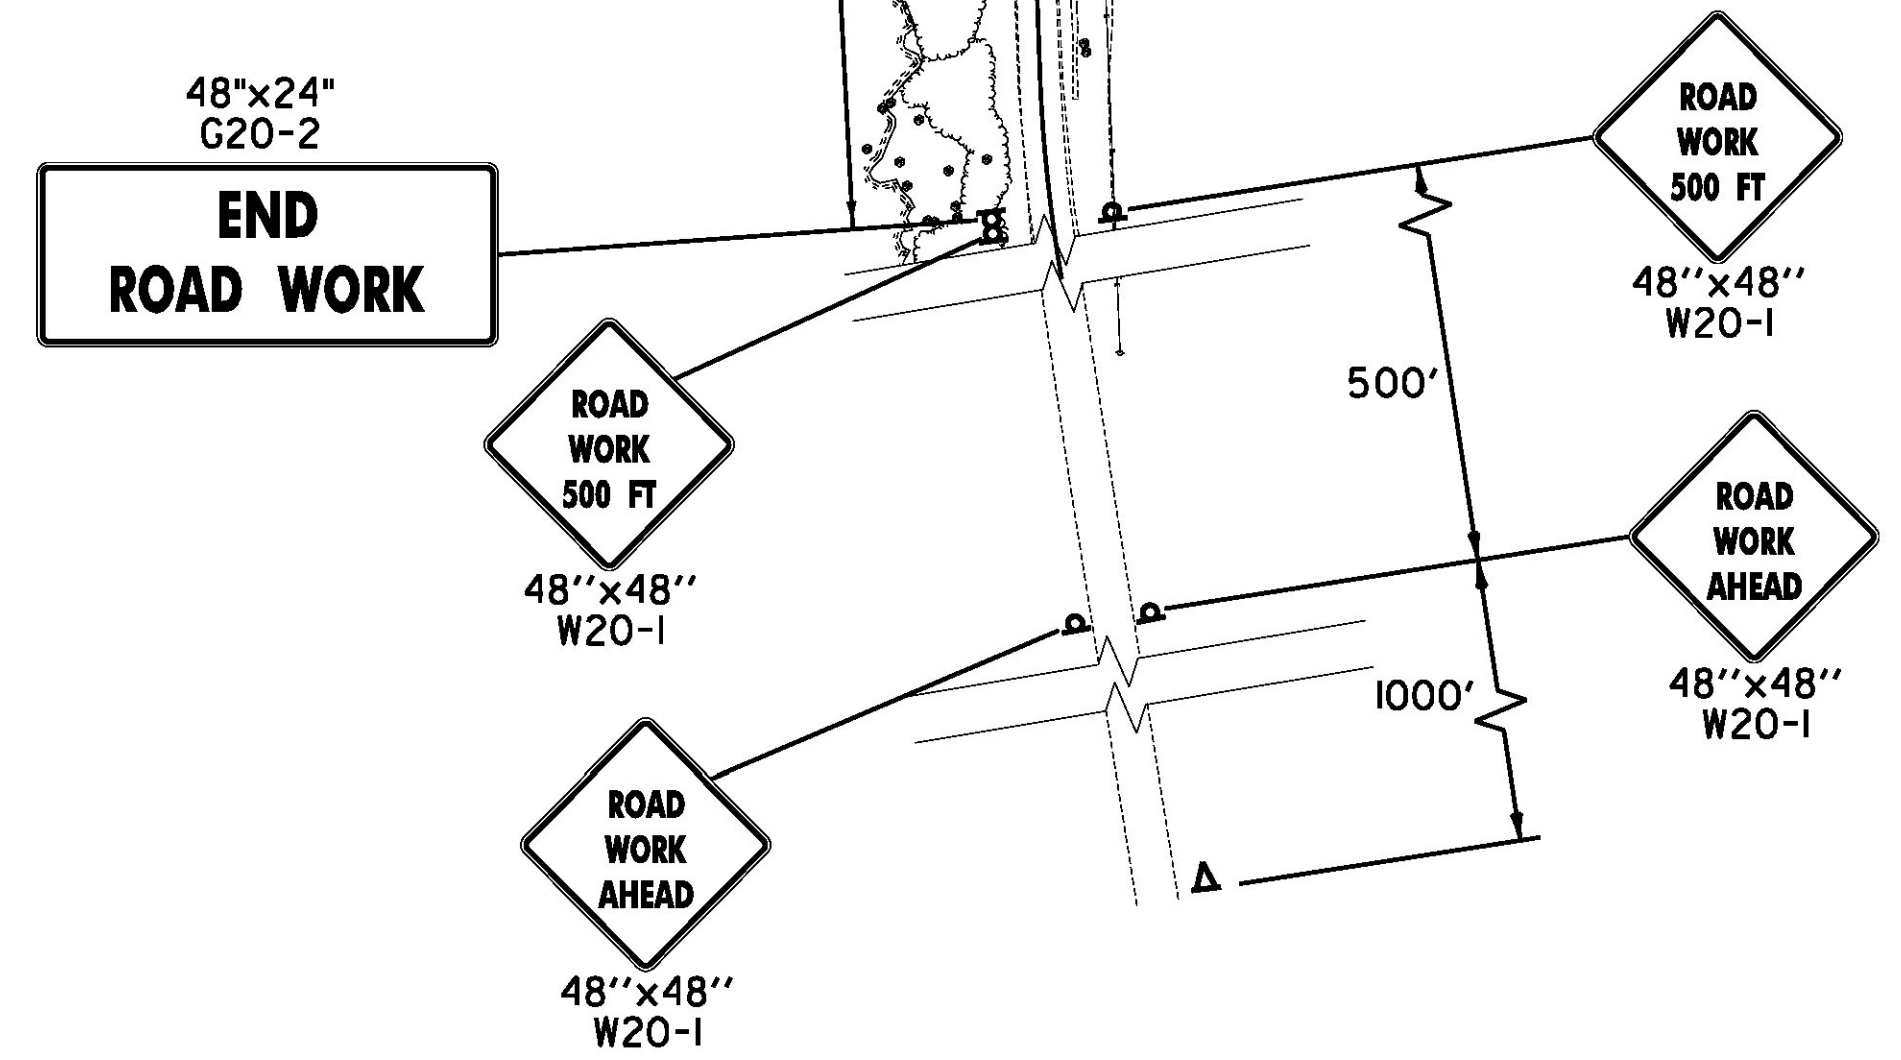 48"x24"
G20-2
END
ROAD WORK
ROAD
WORK
500 FT
48''x48''
W20-1
500'
ROAD
WORK
500 FT
48''x48''
W20-1
ROAD
WORK
AHEAD
48''x48''
W20-1
1000'
ROAD
WORK
AHEAD
48''x48''
W20-1